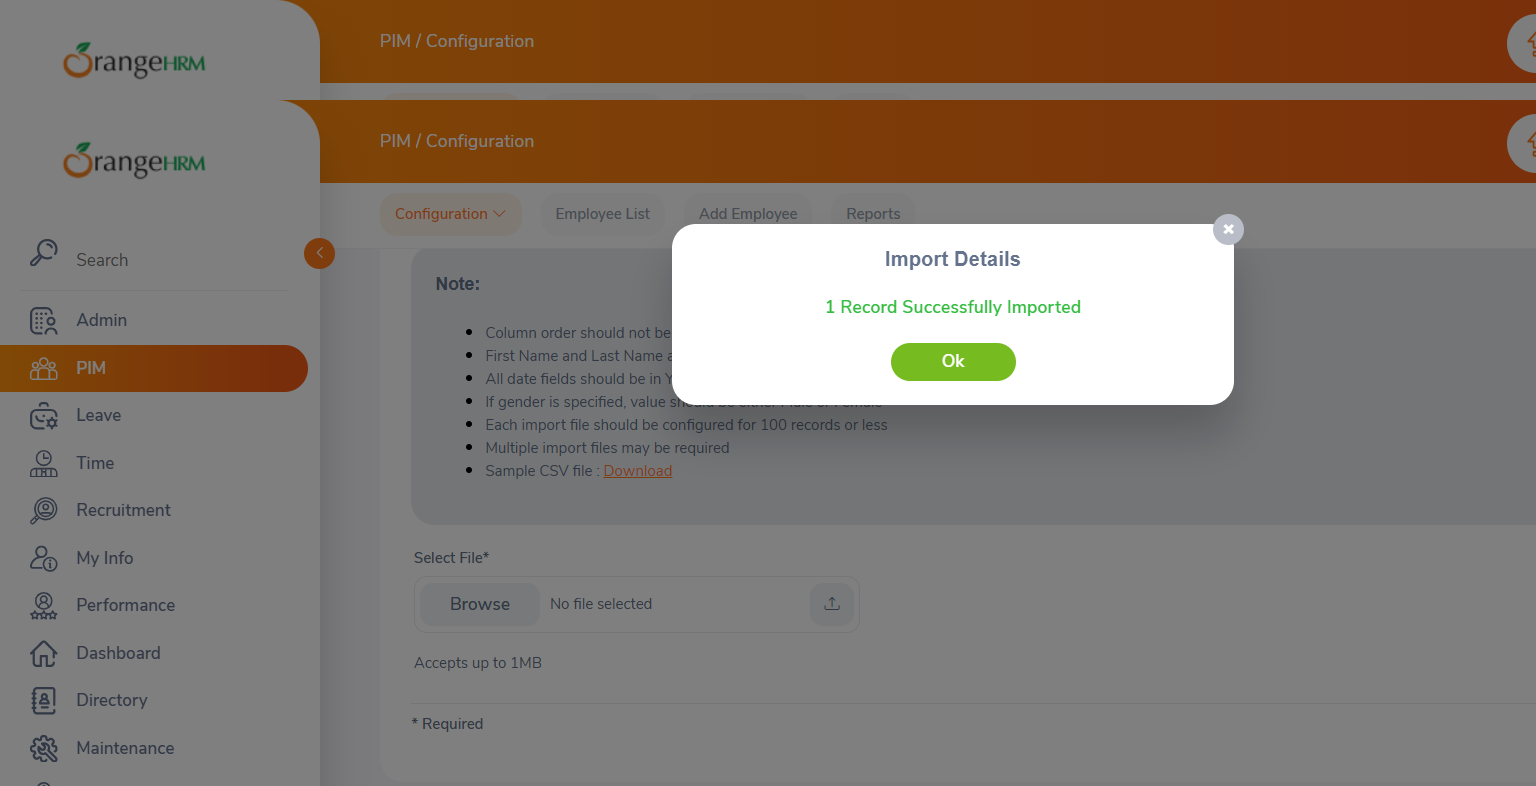 OrangeHRM
PIM / Configuration
OrangeHRM
PIM / Configuration
Configuration
Employee List
Add Employee
Reports
Search
Admin
PIM
Leave
Time
Recruitment
My Info
Performance
Dashboard
Directory
Maintenance
Import Details
1 Record Successfully Imported
Ok
Note:
Column order should not be
First Name and Last Name
All date fields should be in
If gender is specified, value
Each import file should be configured for 100 records or less
Multiple import files may be required
Sample CSV file : Download
Select File*
Browse
No file selected
Accepts up to 1MB
* Required